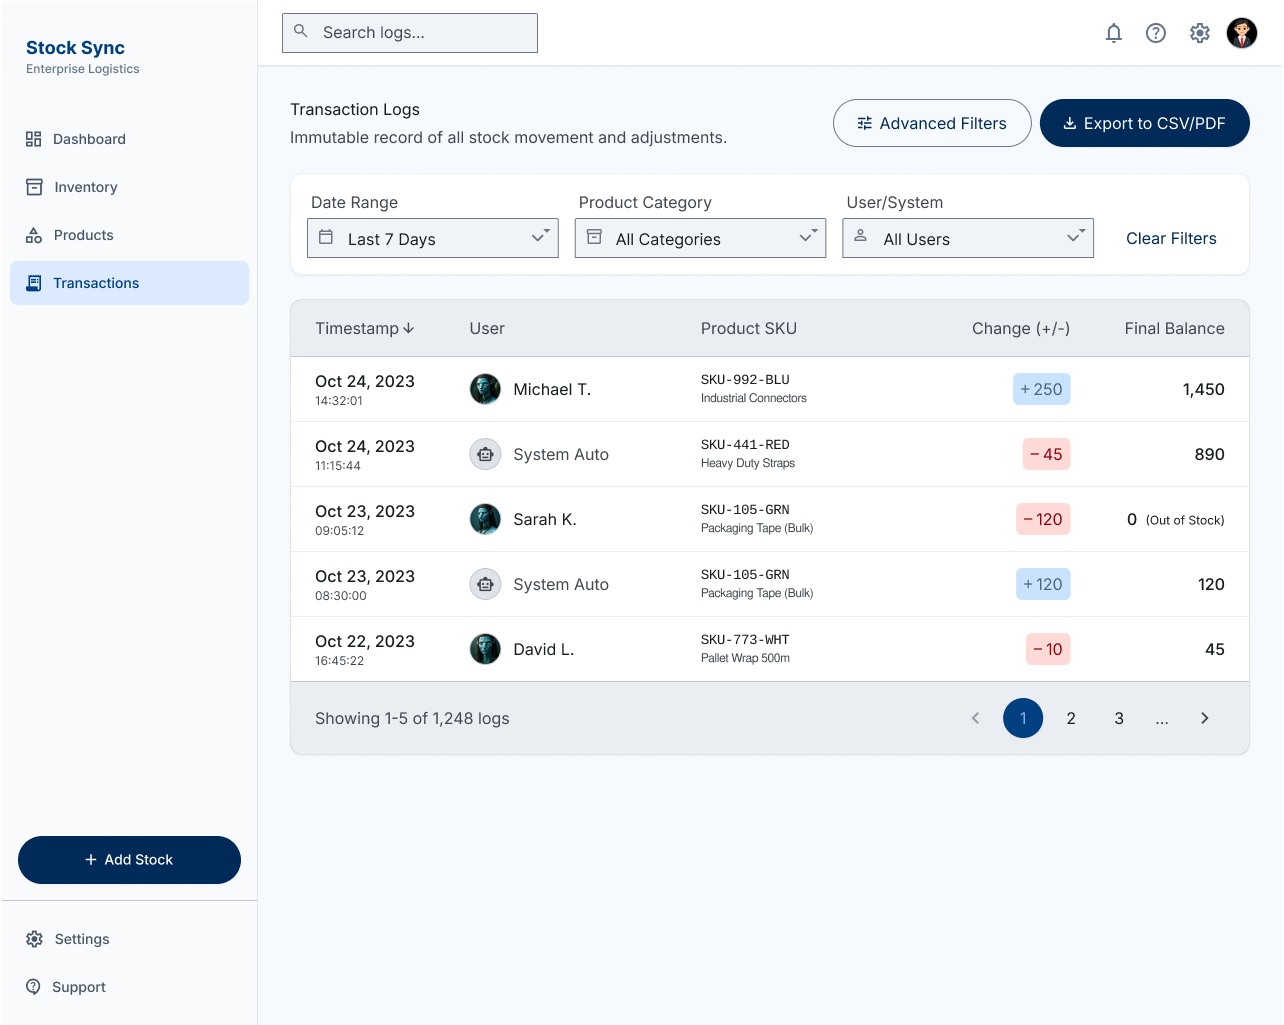 Stock Sync
Enterprise Logistics
Dashboard
Inventory
Products
Transactions
+ Add Stock
Settings
Support
Search logs...
Transaction Logs
Immutable record of all stock movement and adjustments.
Advanced Filters
Export to CSV/PDF
Date Range
Last 7 Days
Product Category
All Categories
User/System
All Users
Clear Filters
Timestamp User Product SKU Change (+/-) Final Balance
Oct 24, 2023
14:32:01
Michael T.
SKU-992-BLU
Industrial Connectors
+250
1,450
Oct 24, 2023
11:15:44
System Auto
SKU-441-RED
Heavy Duty Straps
−45
890
Oct 23, 2023
09:05:12
Sarah K.
SKU-105-GRN
Packaging Tape (Bulk)
−120
0 (Out of Stock)
Oct 23, 2023
08:30:00
System Auto
SKU-105-GRN
Packaging Tape (Bulk)
+120
120
Oct 22, 2023
16:45:22
David L.
SKU-773-WHT
Pallet Wrap 500m
−10
45
Showing 1-5 of 1,248 logs
1 2 3 ...